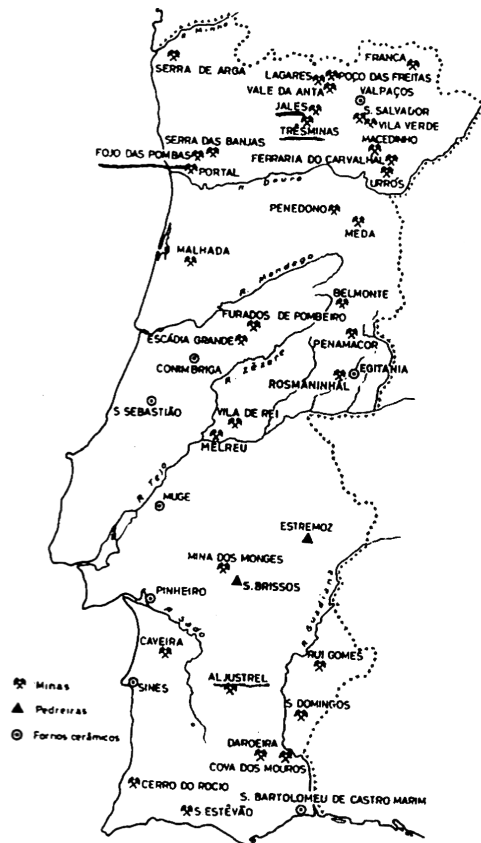 R. Minho
SERRA DE ARGA
FRANCA
LAGARES
POÇO DAS FREITAS
VALE DA ANTA
VALPAÇOS
JALES
S. SALVADOR
TRÊSMINAS
VILA VERDE
MACEDINHO
SERRA DAS BANJAS
FOJO DAS POMBAS
FERRARIA DO CARVALHAL
PORTAL
URROS
R. Douro
PENEDONO
MEDA
MALHADA
R. Mondego
BELMONTE
FURADOS DE POMBEIRO
ESCÁDIA GRANDE
PENAMACOR
CONIMBRIGA
R. Zêzere
EGITANIA
ROSMANINHAL
S. SEBASTIÃO
VILA DE REI
MELREU
R. TEJO
MUGE
ESTREMOZ
MINA DOS MONGES
S. BRISSOS
PINHEIRO
R. Sado
R. Guadiana
CAVEIRA
RUI GOMES
ALJUSTREL
SINES
S. DOMINGOS
DAROEIRA
COVA DOS MOUROS
CERRO DO ROCIO
S. BARTOLOMEU DE CASTRO MARIM
S. ESTÊVÃO
Minas
Pedreiras
Fornos cerâmicos